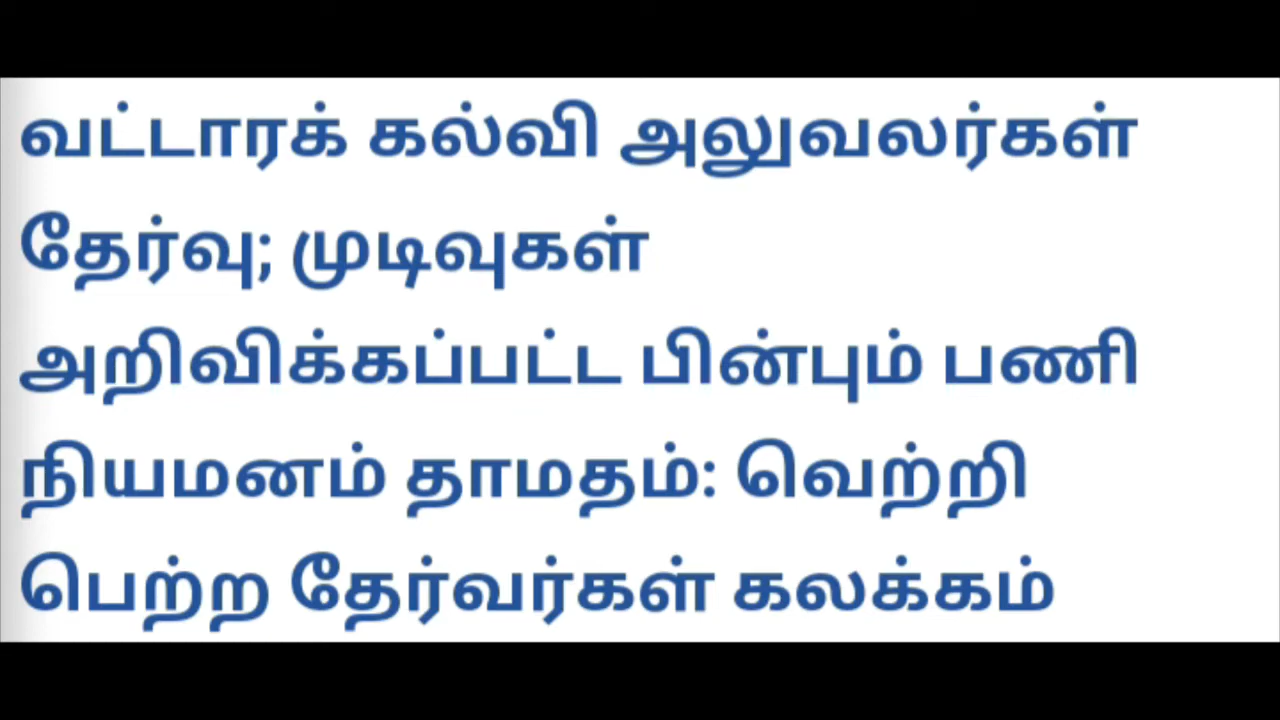 வட்டாரக் கல்வி அலுவலர்கள்
தேர்வு; முடிவுகள்
அறிவிக்கப்பட்ட பின்பும் பணி
நியமனம் தாமதம்: வெற்றி
பெற்ற தேர்வர்கள் கலக்கம்